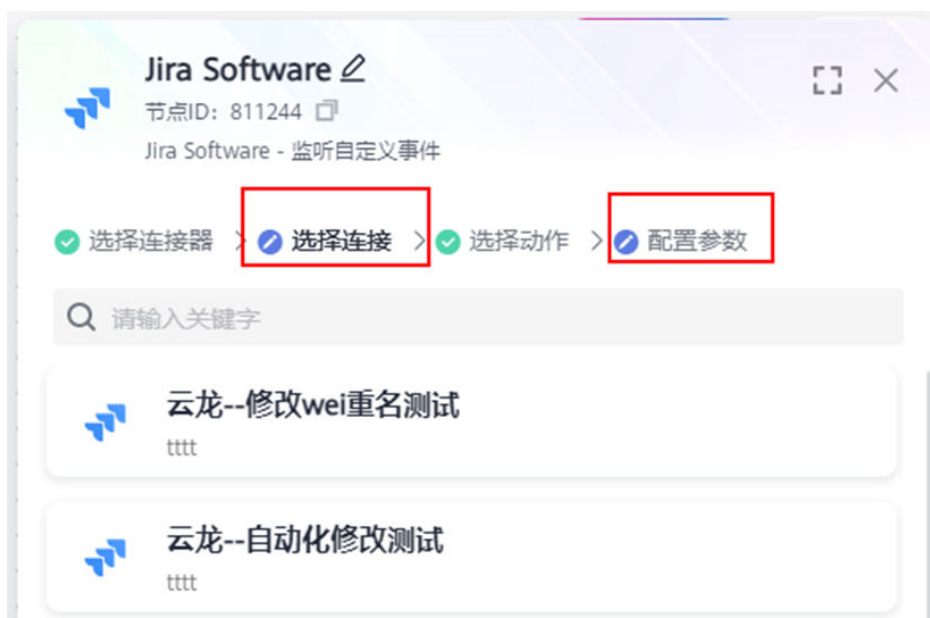 Jira Software
节点ID: 811244
Jira Software - 监听自定义事件
选择连接器 > 选择连接 > 选择动作 > 配置参数
请输入关键字
云龙--修改wei重名测试
tttt
云龙--自动化修改测试
tttt